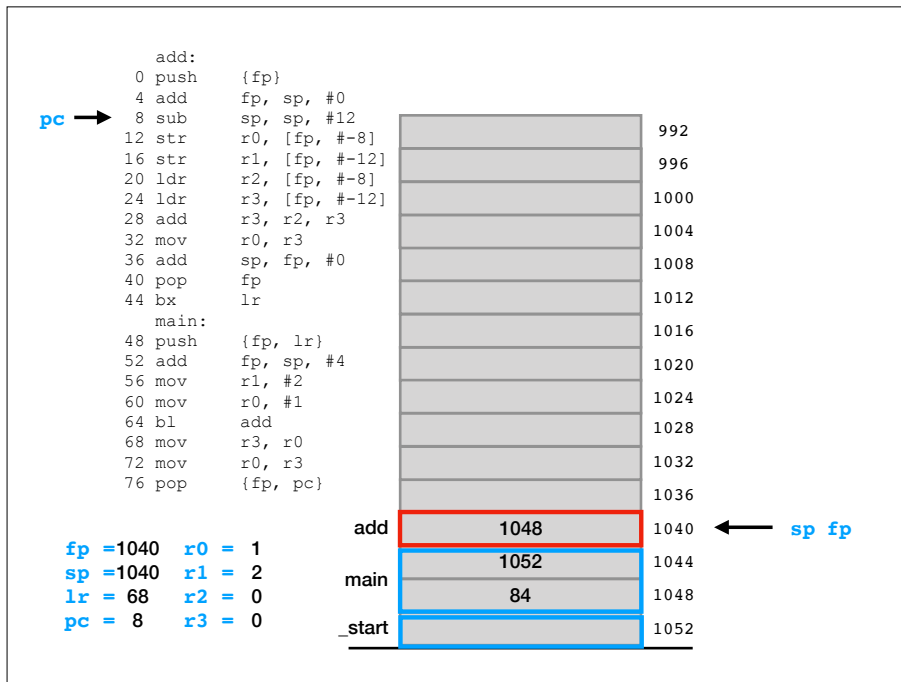 add:
0 push {fp}
4 add fp, sp, #0
pc 8 sub sp, sp, #12
12 str r0, [fp, #-8]
16 str r1, [fp, #-12]
20 ldr r2, [fp, #-8]
24 ldr r3, [fp, #-12]
28 add r3, r2, r3
32 mov r0, r3
36 add sp, fp, #0
40 pop fp
44 bx lr
main:
48 push {fp, lr}
52 add fp, sp, #4
56 mov r1, #2
60 mov r0, #1
64 bl add
68 mov r3, r0
72 mov r0, r3
76 pop {fp, pc}
fp =1040 r0 = 1
sp =1040 r1 = 2
lr = 68 r2 = 0
pc = 8 r3 = 0
992
996
1000
1004
1008
1012
1016
1020
1024
1028
1032
1036
add 1048 1040 sp fp
1052 1044
main
84 1048
_start 1052